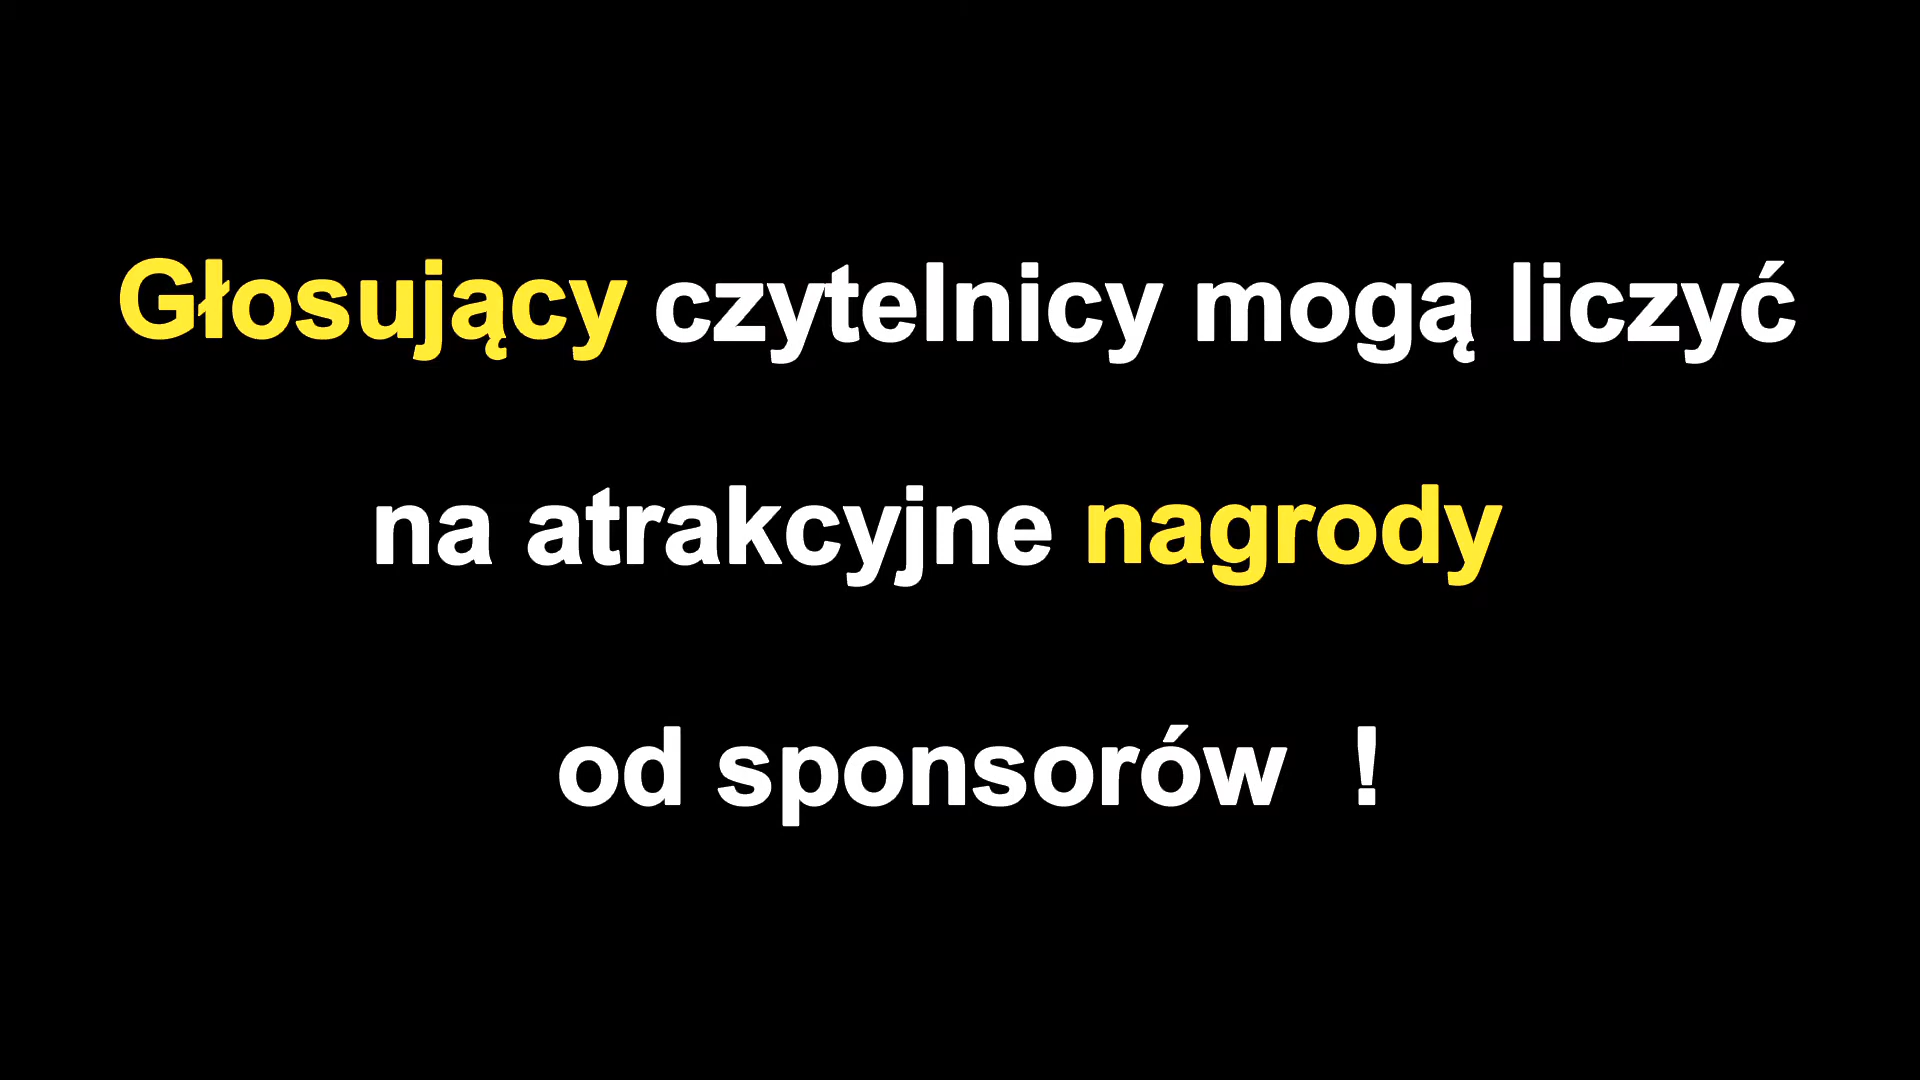 Głosujący czytelnicy mogą liczyć
na atrakcyjne nagrody
od sponsorów !